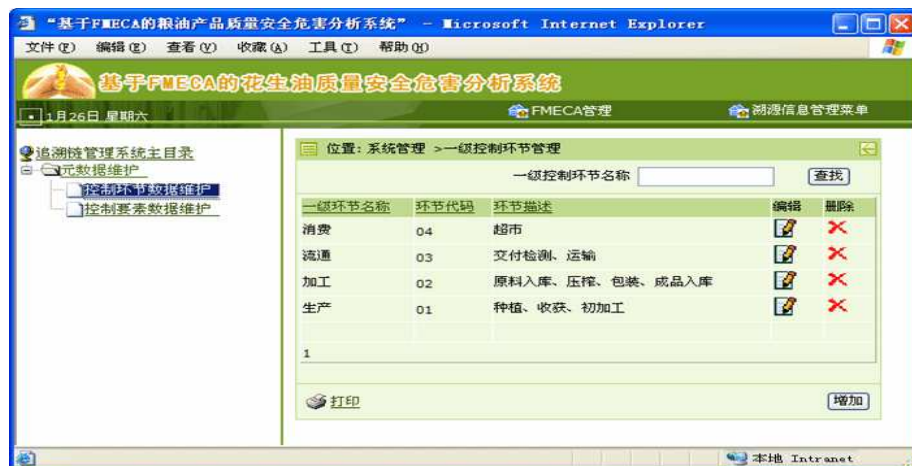 “基于FMECA的粮油产品质量安全危害分析系统” - Microsoft Internet Explorer
文件(F) 编辑(E) 查看(V) 收藏(A) 工具(T) 帮助(H)
基于FMECA的花生油质量安全危害分析系统
1月26日 星期六 FMECA管理 溯源信息管理菜单
追溯链管理系统主目录
元数据维护
控制环节数据维护
控制要素数据维护
位置: 系统管理 >一级控制环节管理
一级控制环节名称 查找
一级环节名称 环节代码 环节描述 编辑 删除
消费 04 超市
流通 03 交付检测、运输
加工 02 原料入库、压榨、包装、成品入库
生产 01 种植、收获、初加工
1
打印 增加
本地 Intranet